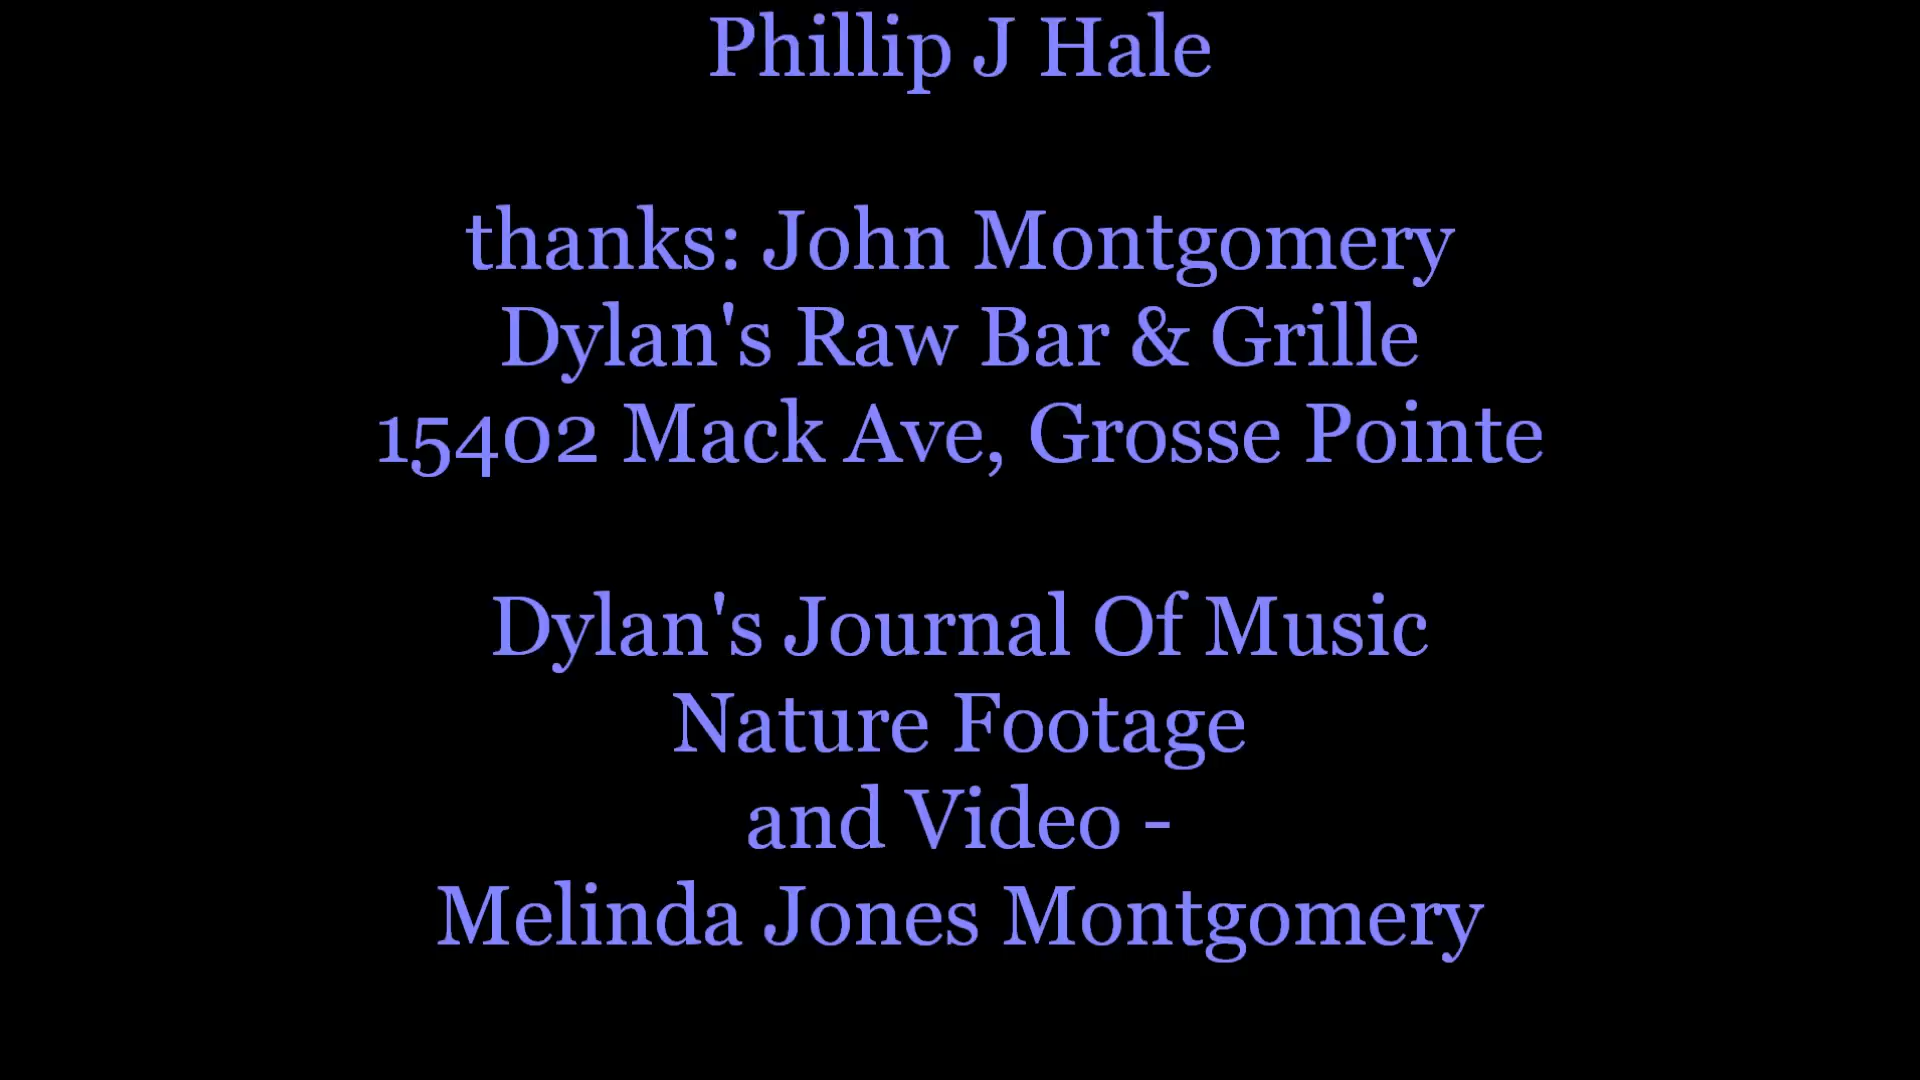 Phillip J Hale
thanks: John Montgomery
Dylan's Raw Bar & Grille
15402 Mack Ave, Grosse Pointe
Dylan's Journal Of Music
Nature Footage
and Video -
Melinda Jones Montgomery